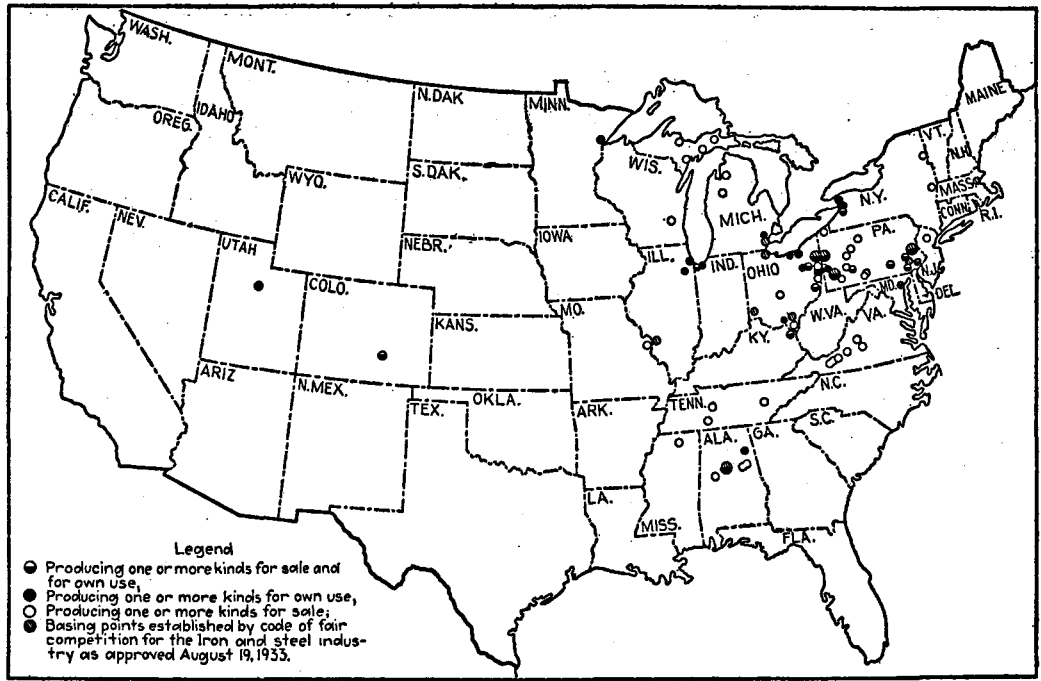 WASH.
MONT.
N.DAK
MINN.
MAINE
IDAHO
OREG.
VT.
N.H.
WIS.
S.DAK.
WYO.
MASS.
N.Y.
CONN.
R.I.
MICH.
CALIF.
NEV.
UTAH
NEBR.
IOWA
PA.
ILL.
IND.
OHIO
N.J.
MD.
DEL.
COLO.
MO.
W.VA.
VA.
KANS.
KY.
ARIZ
N.MEX.
OKLA.
TEX.
ARK.
TENN.
N.C.
S.C.
ALA.
GA.
LA.
MISS.
FLA.
Legend
Producing one or more kinds for sale and
for own use,
Producing one or more kinds for own use,
Producing one or more kinds for sale;
Basing points established by code of fair
competition for the Iron and steel indus-
try as approved August 19, 1933.